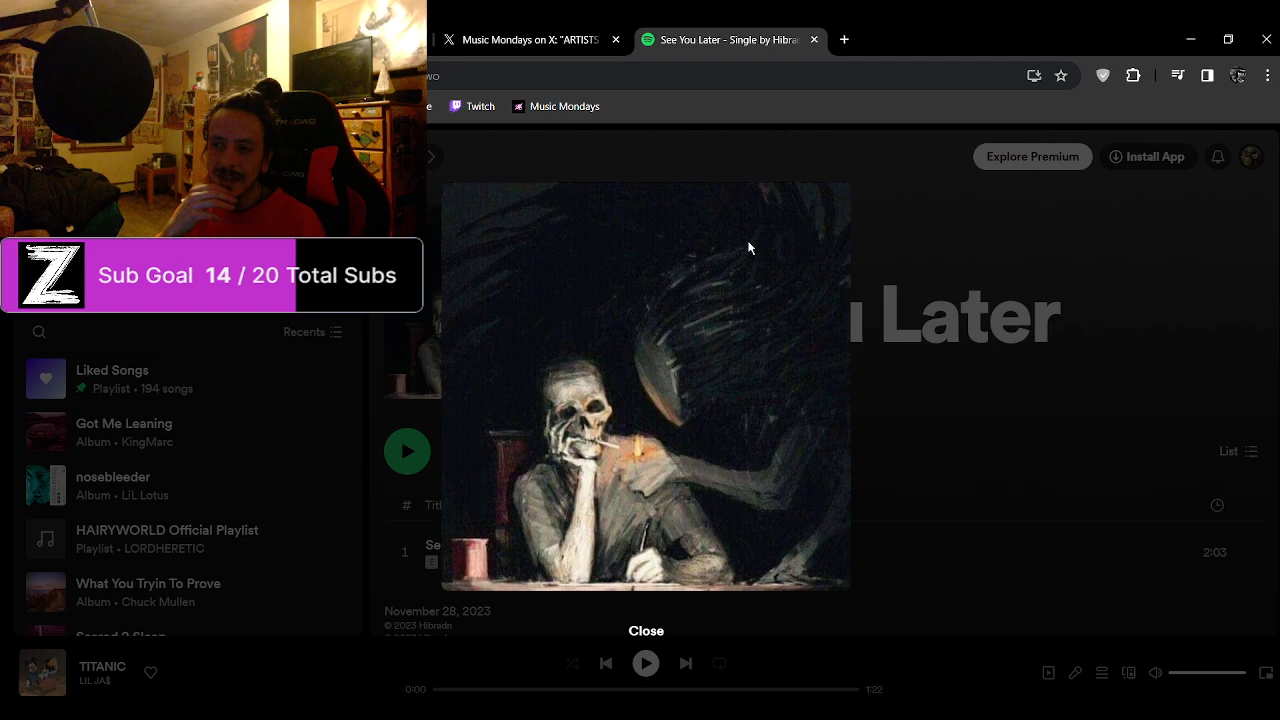 Music Mondays on X: "ARTISTS
See You Later - Single by Hibra
Twitch
Music Mondays
Explore Premium
Install App
Z
Sub Goal 14 / 20 Total Subs
Later
Recents
Liked Songs
Playlist • 194 songs
Got Me Leaning
Album • KingMarc
nosebleeder
Album • LiL Lotus
HAIRYWORLD Official Playlist
Playlist • LORDHERETIC
What You Tryin To Prove
Album • Chuck Mullen
List
#
1
Se
E
2:03
November 28, 2023
© 2023 Hibradn
Close
TITANIC
LIL JA$
0:00
1:22